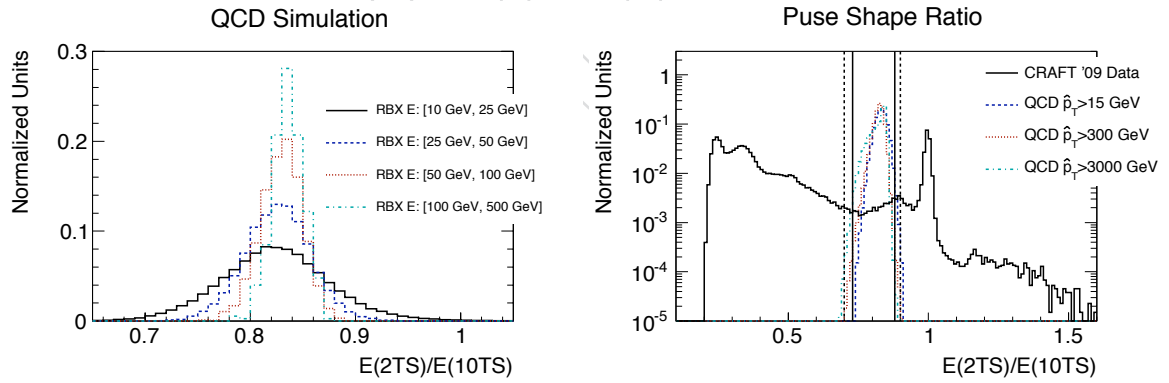 QCD Simulation
Normalized Units
0.3
0.2
0.1
0
RBX E: [10 GeV, 25 GeV]
RBX E: [25 GeV, 50 GeV]
RBX E: [50 GeV, 100 GeV]
RBX E: [100 GeV, 500 GeV]
0.7 0.8 0.9 1
E(2TS)/E(10TS)
Puse Shape Ratio
Normalized Units
1
10-1
10-2
10-3
10-4
10-5
CRAFT '09 Data
QCD p̂T>15 GeV
QCD p̂T>300 GeV
QCD p̂T>3000 GeV
0.5 1 1.5
E(2TS)/E(10TS)